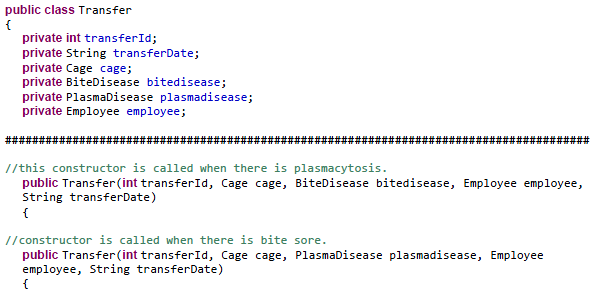 public class Transfer
{
private int transferId;
private String transferDate;
private Cage cage;
private BiteDisease bitedisease;
private PlasmaDisease plasmadisease;
private Employee employee;
#######################################################################################
//this constructor is called when there is plasmacytosis.
public Transfer(int transferId, Cage cage, BiteDisease bitedisease, Employee employee,
String transferDate)
{
//constructor is called when there is bite sore.
public Transfer(int transferId, Cage cage, PlasmaDisease plasmadisease, Employee
employee, String transferDate)
{